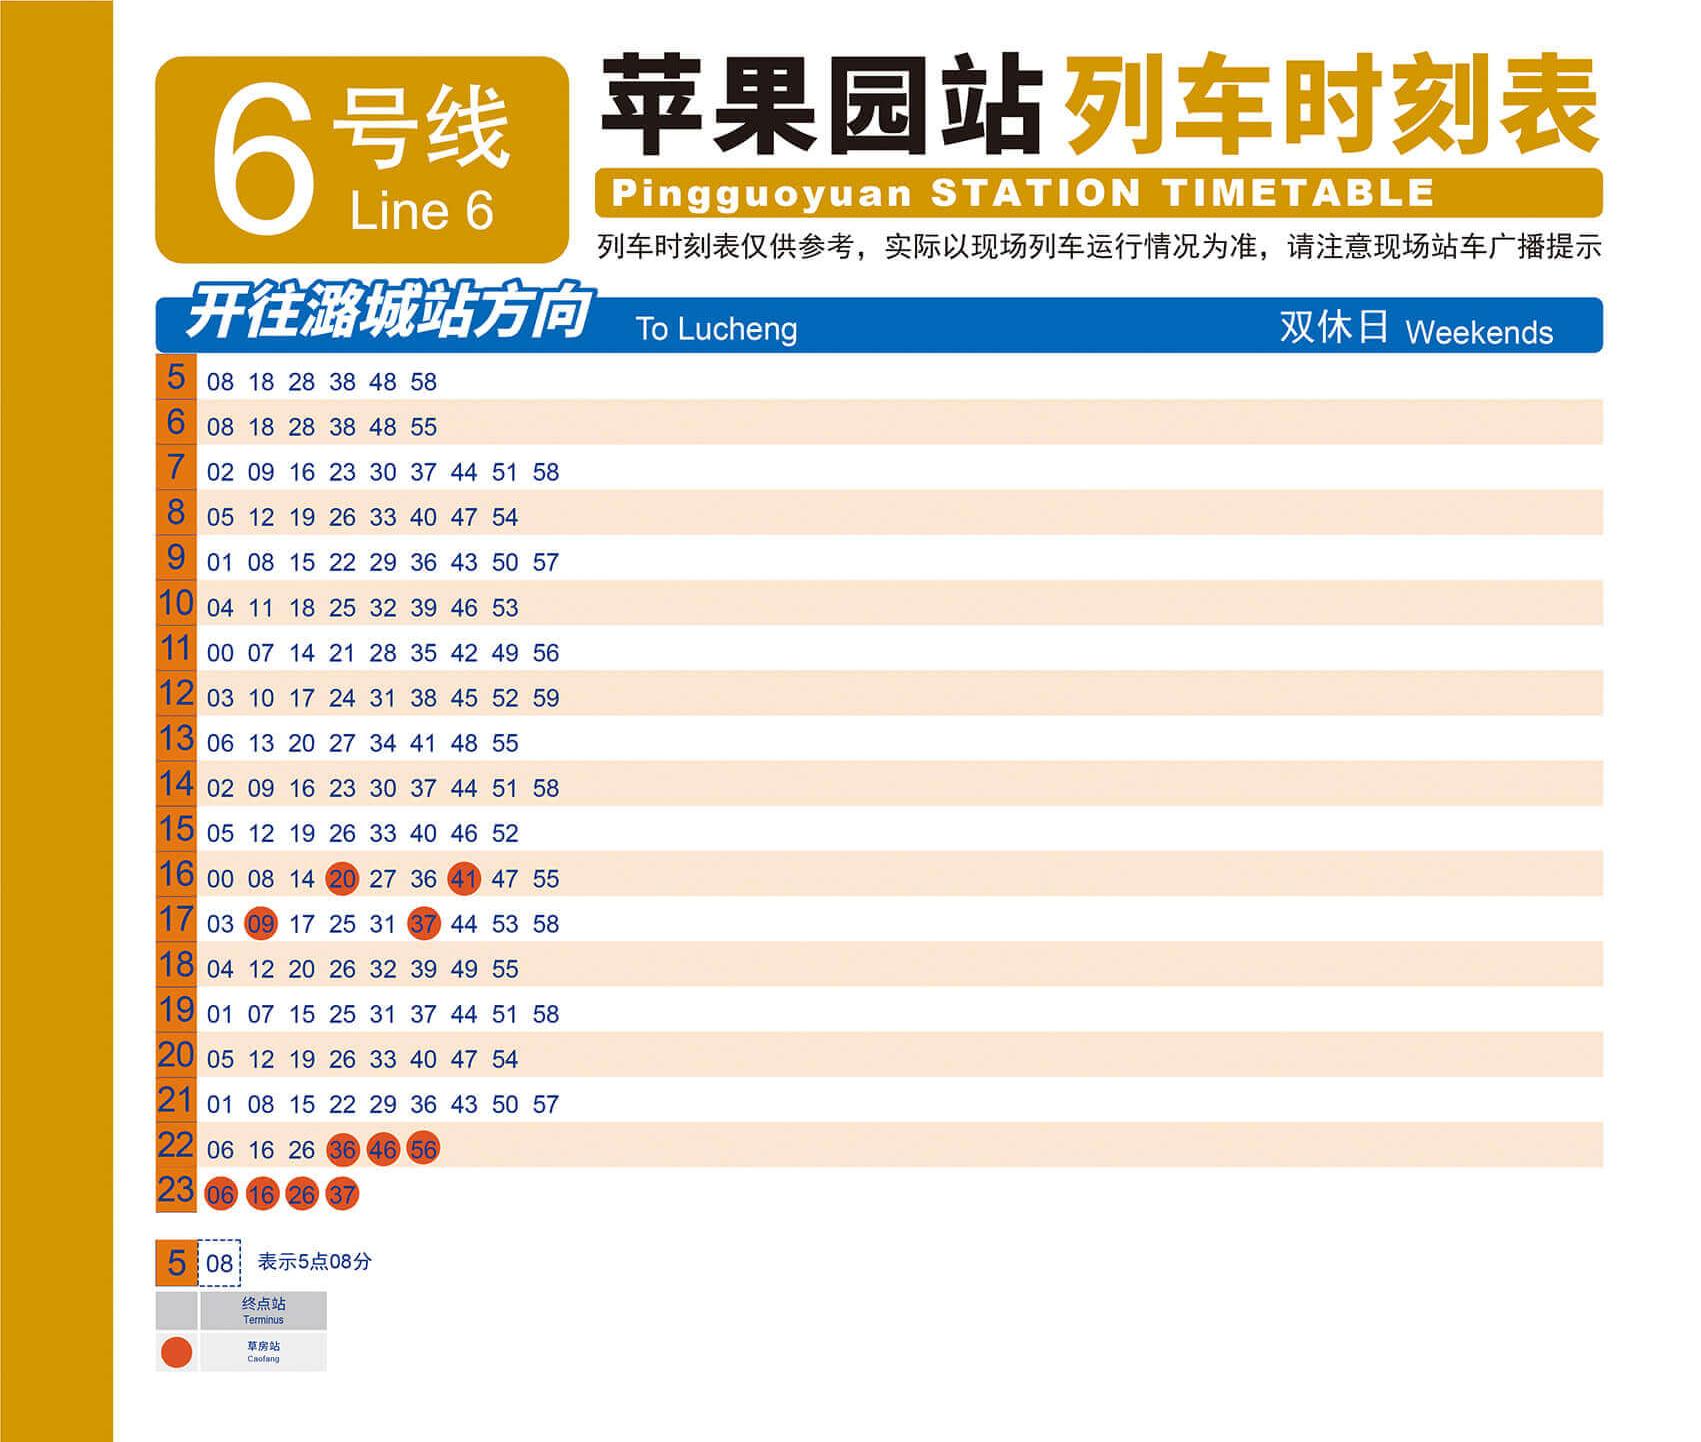 6号线
Line 6
苹果园站 列车时刻表
Pingguoyuan STATION TIMETABLE
列车时刻表仅供参考，实际以现场列车运行情况为准，请注意现场站车广播提示
开往潞城站方向 To Lucheng 双休日 Weekends
5 08 18 28 38 48 58
6 08 18 28 38 48 55
7 02 09 16 23 30 37 44 51 58
8 05 12 19 26 33 40 47 54
9 01 08 15 22 29 36 43 50 57
10 04 11 18 25 32 39 46 53
11 00 07 14 21 28 35 42 49 56
12 03 10 17 24 31 38 45 52 59
13 06 13 20 27 34 41 48 55
14 02 09 16 23 30 37 44 51 58
15 05 12 19 26 33 40 46 52
16 00 08 14 20 27 36 41 47 55
17 03 09 17 25 31 37 44 53 58
18 04 12 20 26 32 39 49 55
19 01 07 15 25 31 37 44 51 58
20 05 12 19 26 33 40 47 54
21 01 08 15 22 29 36 43 50 57
22 06 16 26 36 46 56
23 06 16 26 37
5 08 表示5点08分
终点站
Terminus
草房站
Caofang